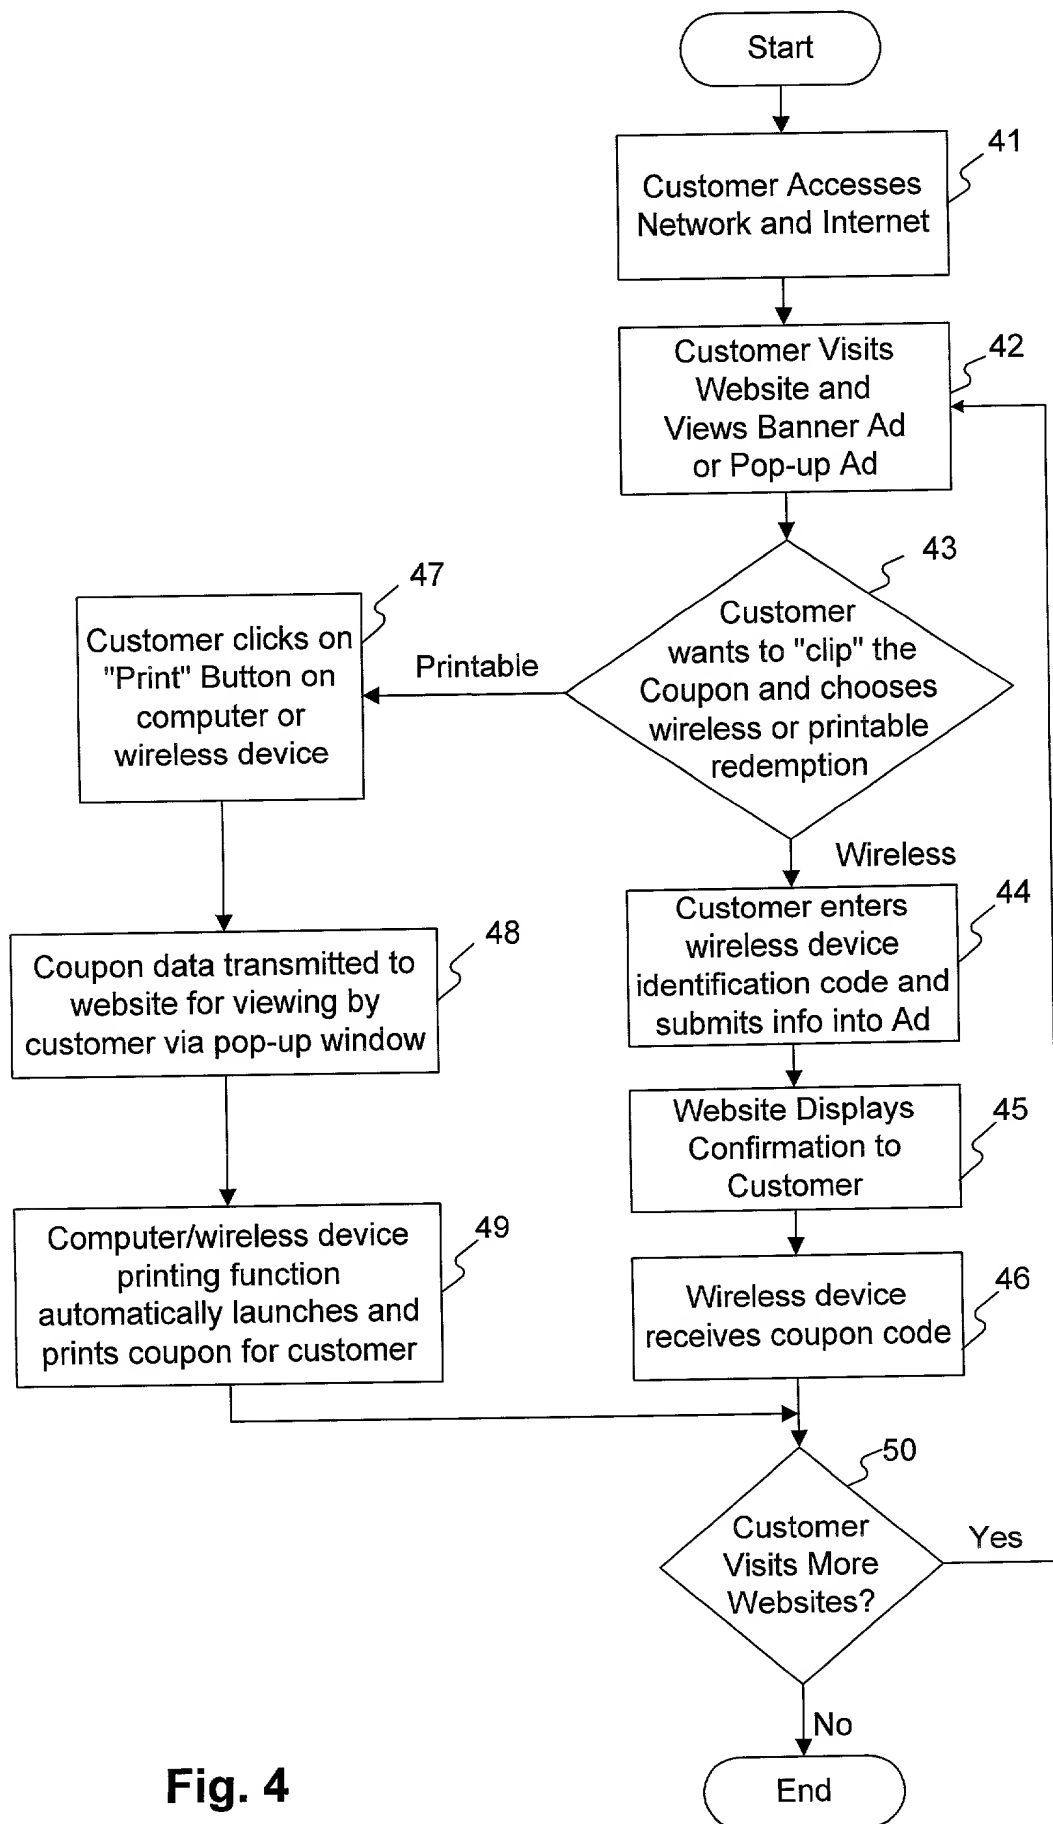 Start
41
Customer Accesses
Network and Internet
42
Customer Visits
Website and
Views Banner Ad
or Pop-up Ad
43
Customer
wants to "clip" the
Coupon and chooses
wireless or printable
redemption
Printable
47
Customer clicks on
"Print" Button on
computer or
wireless device
Wireless
44
Customer enters
wireless device
identification code and
submits info into Ad
48
Coupon data transmitted to
website for viewing by
customer via pop-up window
45
Website Displays
Confirmation to
Customer
49
Computer/wireless device
printing function
automatically launches and
prints coupon for customer
46
Wireless device
receives coupon code
50
Customer
Visits More
Websites?
Yes
No
End
Fig. 4